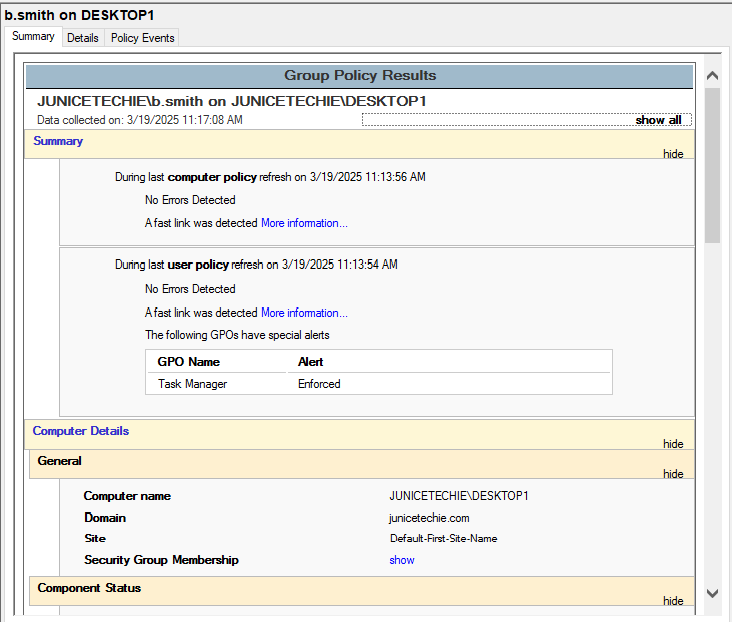 b.smith on DESKTOP1
Summary Details Policy Events
Group Policy Results
JUNICETECHIE\b.smith on JUNICETECHIE\DESKTOP1
Data collected on: 3/19/2025 11:17:08 AM show all
Summary
hide
During last computer policy refresh on 3/19/2025 11:13:56 AM
No Errors Detected
A fast link was detected More information...
During last user policy refresh on 3/19/2025 11:13:54 AM
No Errors Detected
A fast link was detected More information...
The following GPOs have special alerts
GPO Name Alert
Task Manager Enforced
Computer Details
hide
General
hide
Computer name JUNICETECHIE\DESKTOP1
Domain junicetechie.com
Site Default-First-Site-Name
Security Group Membership show
Component Status
hide